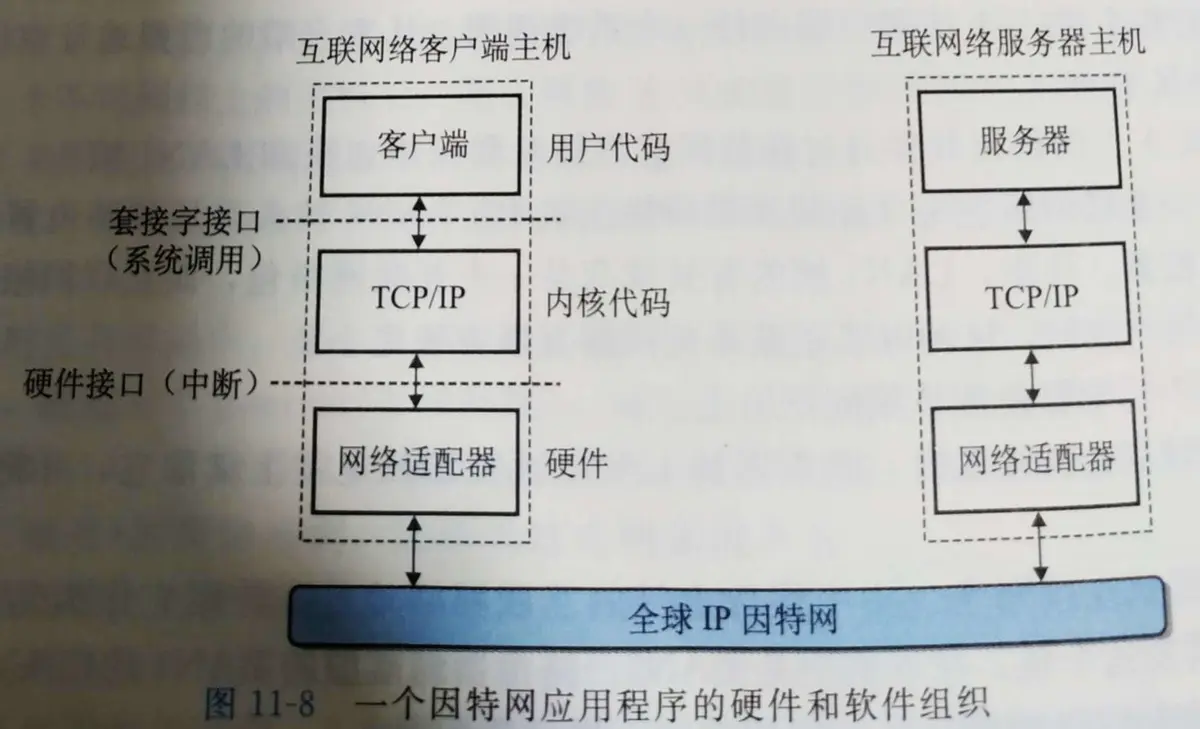 互联网络客户端主机
互联网络服务器主机
客户端
用户代码
服务器
套接字接口
（系统调用）
TCP/IP
内核代码
TCP/IP
硬件接口（中断）
网络适配器
硬件
网络适配器
全球 IP 因特网
图 11-8 一个因特网应用程序的硬件和软件组织